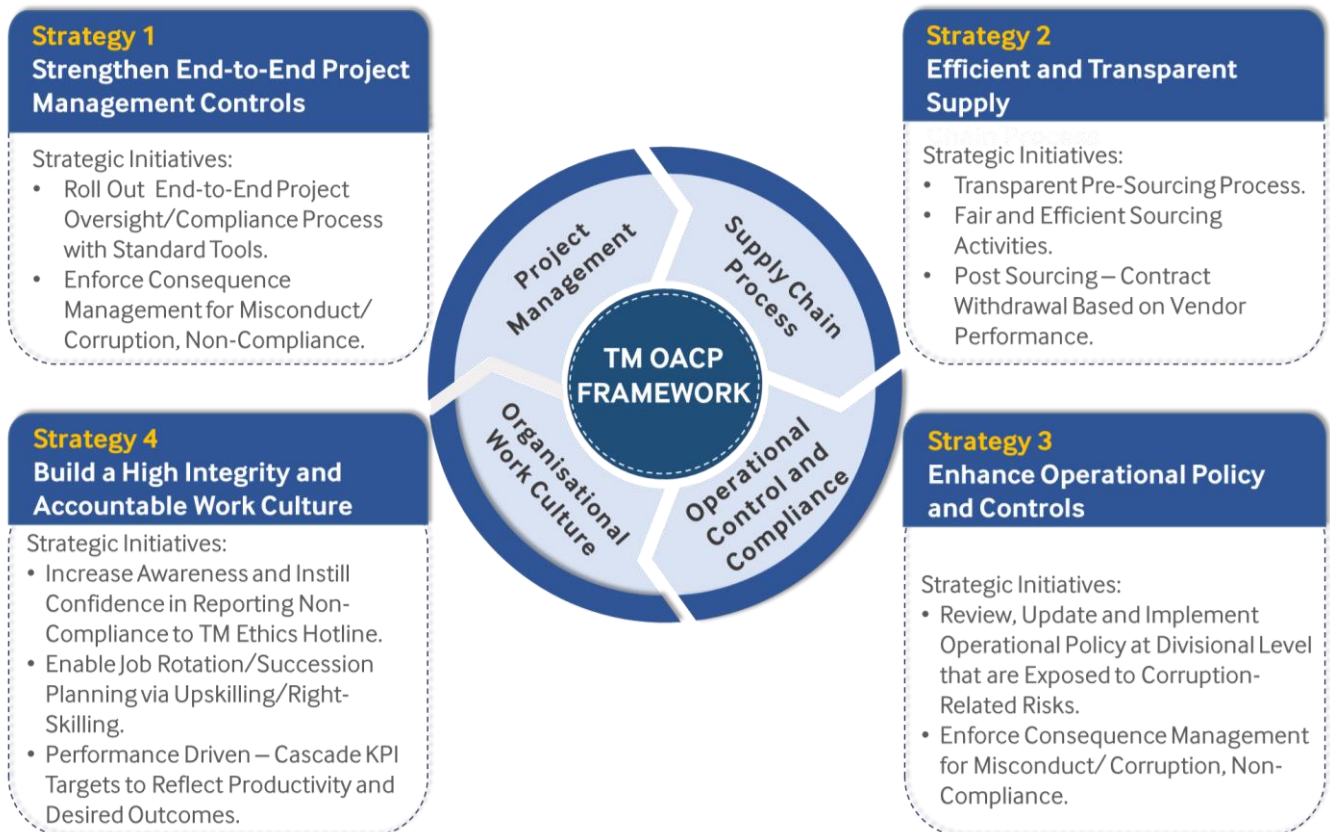 Strategy 1
Strengthen End-to-End Project
Management Controls
Strategic Initiatives:
• Roll Out End-to-End Project
Oversight/Compliance Process
with Standard Tools.
• Enforce Consequence
Management for Misconduct/
Corruption, Non-Compliance.
Strategy 2
Efficient and Transparent
Supply
Chain Process
Strategic Initiatives:
• Transparent Pre-Sourcing Process.
• Fair and Efficient Sourcing
Activities.
• Post Sourcing – Contract
Withdrawal Based on Vendor
Performance.
Project
Management
Supply Chain
Process
TM OACP
FRAMEWORK
Organisational
Work Culture
Operational
Control and
Compliance
Strategy 4
Build a High Integrity and
Accountable Work Culture
Strategic Initiatives:
• Increase Awareness and Instill
Confidence in Reporting Non-
Compliance to TM Ethics Hotline.
• Enable Job Rotation/Succession
Planning via Upskilling/Right-
Skilling.
• Performance Driven – Cascade KPI
Targets to Reflect Productivity and
Desired Outcomes.
Strategy 3
Enhance Operational Policy
and Controls
Strategic Initiatives:
• Review, Update and Implement
Operational Policy at Divisional Level
that are Exposed to Corruption-
Related Risks.
• Enforce Consequence Management
for Misconduct/ Corruption, Non-
Compliance.